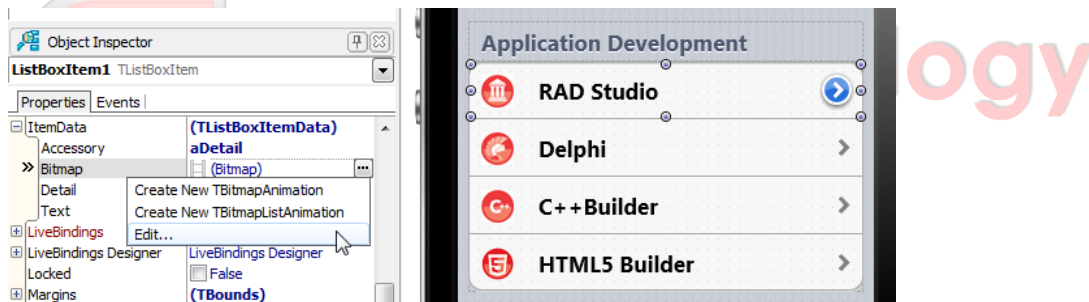 Object Inspector
ListBoxItem1 TListBoxItem
Properties Events
ItemData (TListBoxItemData)
Accessory aDetail
Bitmap (Bitmap) ...
Detail
Text
Create New TBitmapAnimation
Create New TBitmapListAnimation
Edit...
LiveBindings
LiveBindings Designer LiveBindings Designer
Locked False
Margins (TBounds)
Application Development
RAD Studio
Delphi
C++ C++Builder
5 HTML5 Builder
ogy